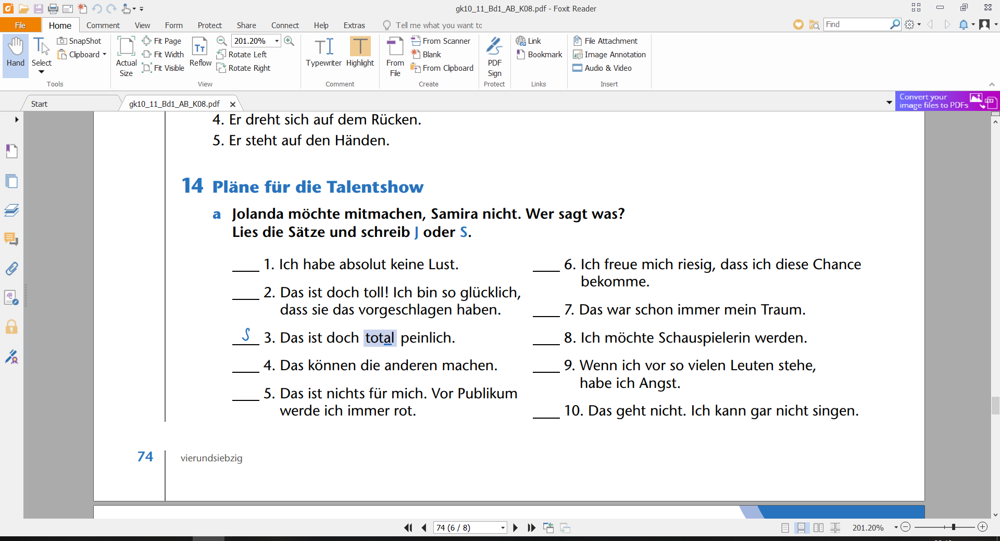 gk10_11_Bd1_AB_K08.pdf - Foxit Reader
File Home Comment View Form Protect Share Connect Help Extras Tell me what you want to Find
Hand
Select
SnapShot
Clipboard
Tools
Actual Size
Fit Page
Fit Width
Fit Visible
Reflow
201.20%
Rotate Left
Rotate Right
View
Typewriter
Highlight
Comment
From File
From Scanner
Blank
From Clipboard
Create
PDF Sign
Protect
Link
Bookmark
Links
File Attachment
Image Annotation
Audio & Video
Insert
Start
gk10_11_Bd1_AB_K08.pdf
Convert your
image files to PDFs
4. Er dreht sich auf dem Rücken.
5. Er steht auf den Händen.
14 Pläne für die Talentshow
a Jolanda möchte mitmachen, Samira nicht. Wer sagt was?
Lies die Sätze und schreib J oder S.
1. Ich habe absolut keine Lust.
2. Das ist doch toll! Ich bin so glücklich,
dass sie das vorgeschlagen haben.
S 3. Das ist doch total peinlich.
4. Das können die anderen machen.
5. Das ist nichts für mich. Vor Publikum
werde ich immer rot.
6. Ich freue mich riesig, dass ich diese Chance
bekomme.
7. Das war schon immer mein Traum.
8. Ich möchte Schauspielerin werden.
9. Wenn ich vor so vielen Leuten stehe,
habe ich Angst.
10. Das geht nicht. Ich kann gar nicht singen.
74 vierundsiebzig
74 (6 / 8)
201.20%